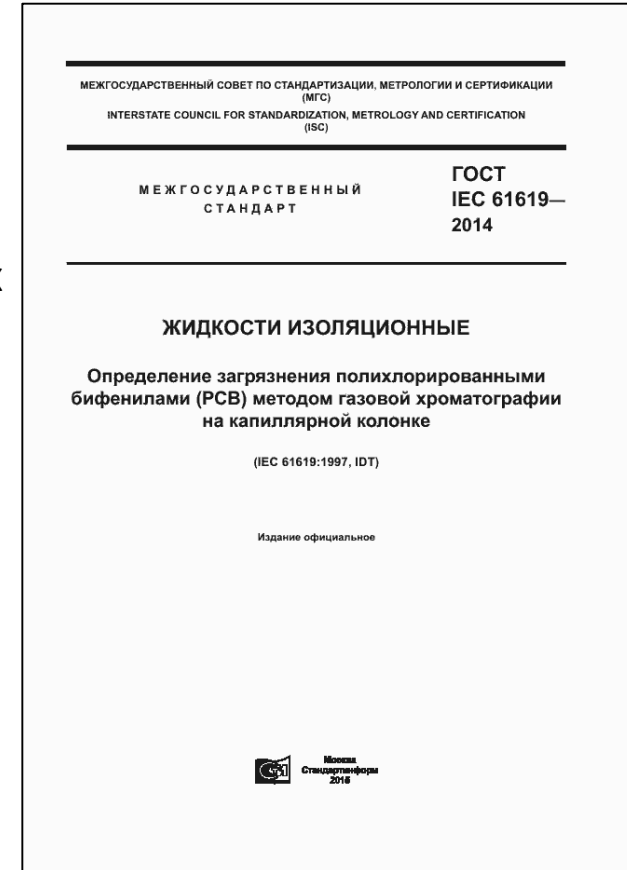 МЕЖГОСУДАРСТВЕННЫЙ СОВЕТ ПО СТАНДАРТИЗАЦИИ, МЕТРОЛОГИИ И СЕРТИФИКАЦИИ
(МГС)
INTERSTATE COUNCIL FOR STANDARDIZATION, METROLOGY AND CERTIFICATION
(ISC)
МЕЖГОСУДАРСТВЕННЫЙ
СТАНДАРТ
ГОСТ
IEC 61619—
2014
ЖИДКОСТИ ИЗОЛЯЦИОННЫЕ
Определение загрязнения полихлорированными
бифенилами (PCB) методом газовой хроматографии
на капиллярной колонке
(IEC 61619:1997, IDT)
Издание официальное
Москва
Стандартинформ
2015